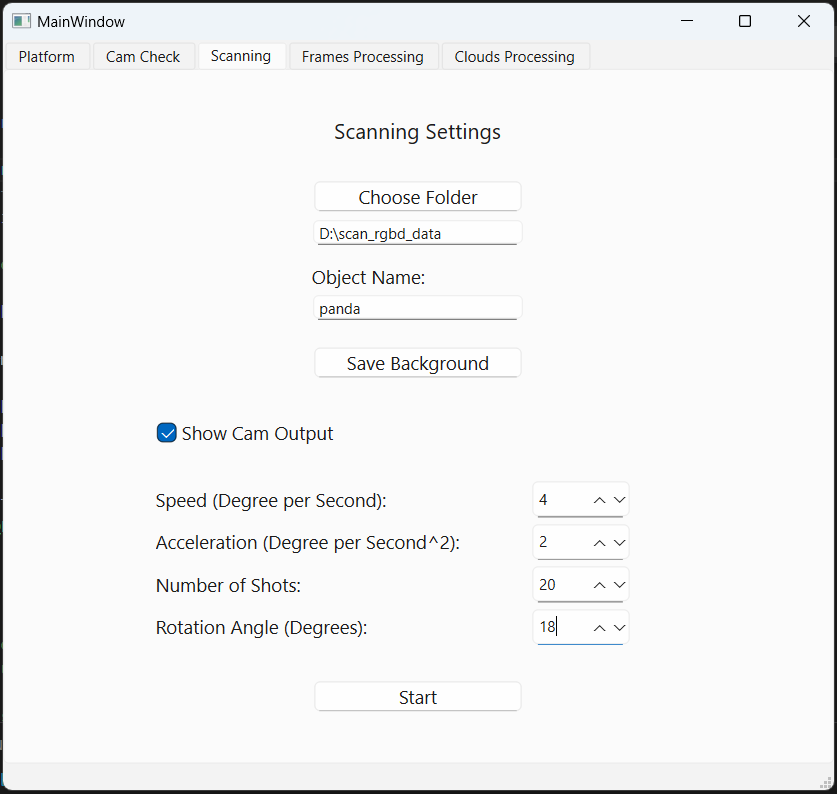 MainWindow
Platform Cam Check Scanning Frames Processing Clouds Processing
Scanning Settings
Choose Folder
D:\scan_rgbd_data
Object Name:
panda
Save Background
Show Cam Output
Speed (Degree per Second): 4
Acceleration (Degree per Second^2): 2
Number of Shots: 20
Rotation Angle (Degrees): 18
Start